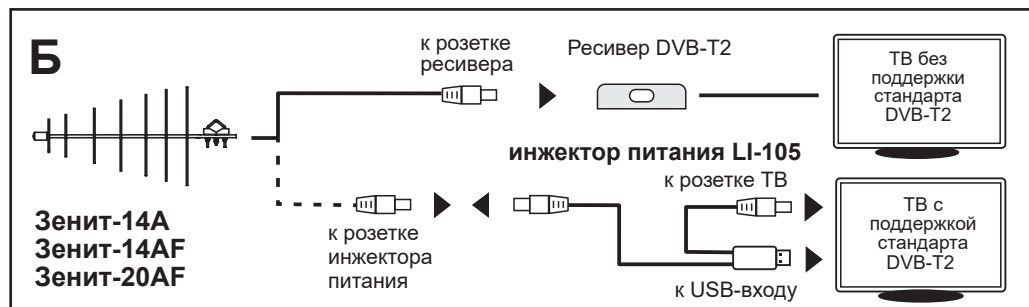 Б
к розетке
ресивера
Ресивер DVB-T2
ТВ без
поддержки
стандарта
DVB-T2
инжектор питания LI-105
к розетке ТВ
Зенит-14A
Зенит-14AF
Зенит-20AF
к розетке
инжектора
питания
к USB-входу
ТВ с
поддержкой
стандарта
DVB-T2